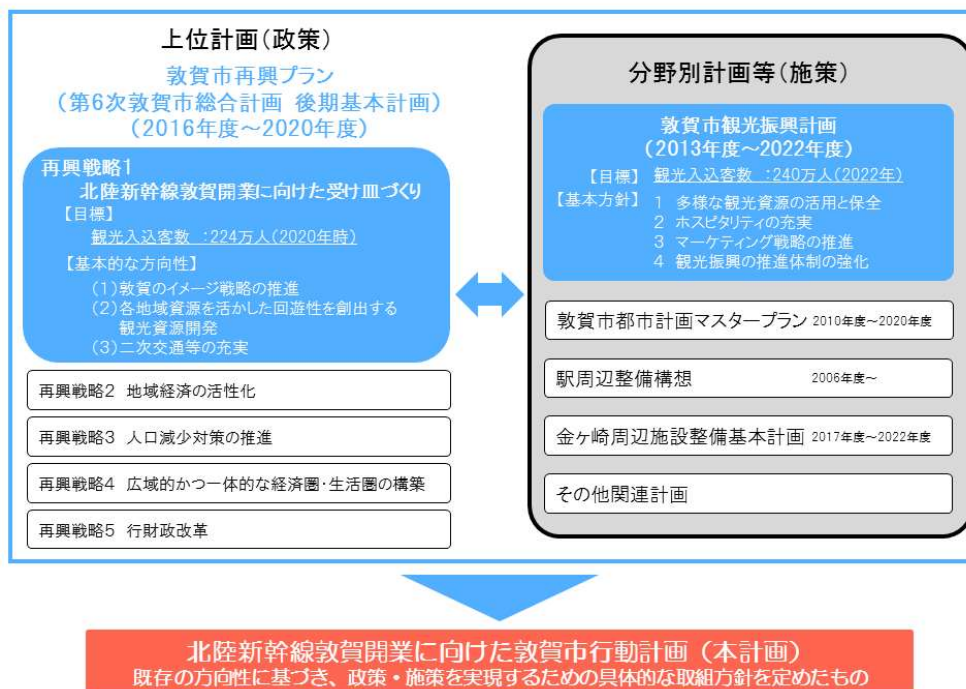 上位計画(政策)
敦賀市再興プラン
(第6次敦賀市総合計画 後期基本計画)
(2016年度～2020年度)
再興戦略1
北陸新幹線敦賀開業に向けた受け皿づくり
【目標】
観光入込客数 :224万人(2020年時)
【基本的な方向性】
(1)敦賀のイメージ戦略の推進
(2)各地域資源を活かした回遊性を創出する
観光資源開発
(3)二次交通等の充実
再興戦略2 地域経済の活性化
再興戦略3 人口減少対策の推進
再興戦略4 広域的かつ一体的な経済圏・生活圏の構築
再興戦略5 行財政改革
分野別計画等(施策)
敦賀市観光振興計画
(2013年度～2022年度)
【目標】 観光入込客数 :240万人(2022年)
【基本方針】 1 多様な観光資源の活用と保全
2 ホスピタリティの充実
3 マーケティング戦略の推進
4 観光振興の推進体制の強化
敦賀市都市計画マスタープラン 2010年度～2020年度
駅周辺整備構想 2006年度～
金ヶ崎周辺施設整備基本計画 2017年度～2022年度
その他関連計画
北陸新幹線敦賀開業に向けた敦賀市行動計画(本計画)
既存の方向性に基づき、政策・施策を実現するための具体的な取組方針を定めたもの